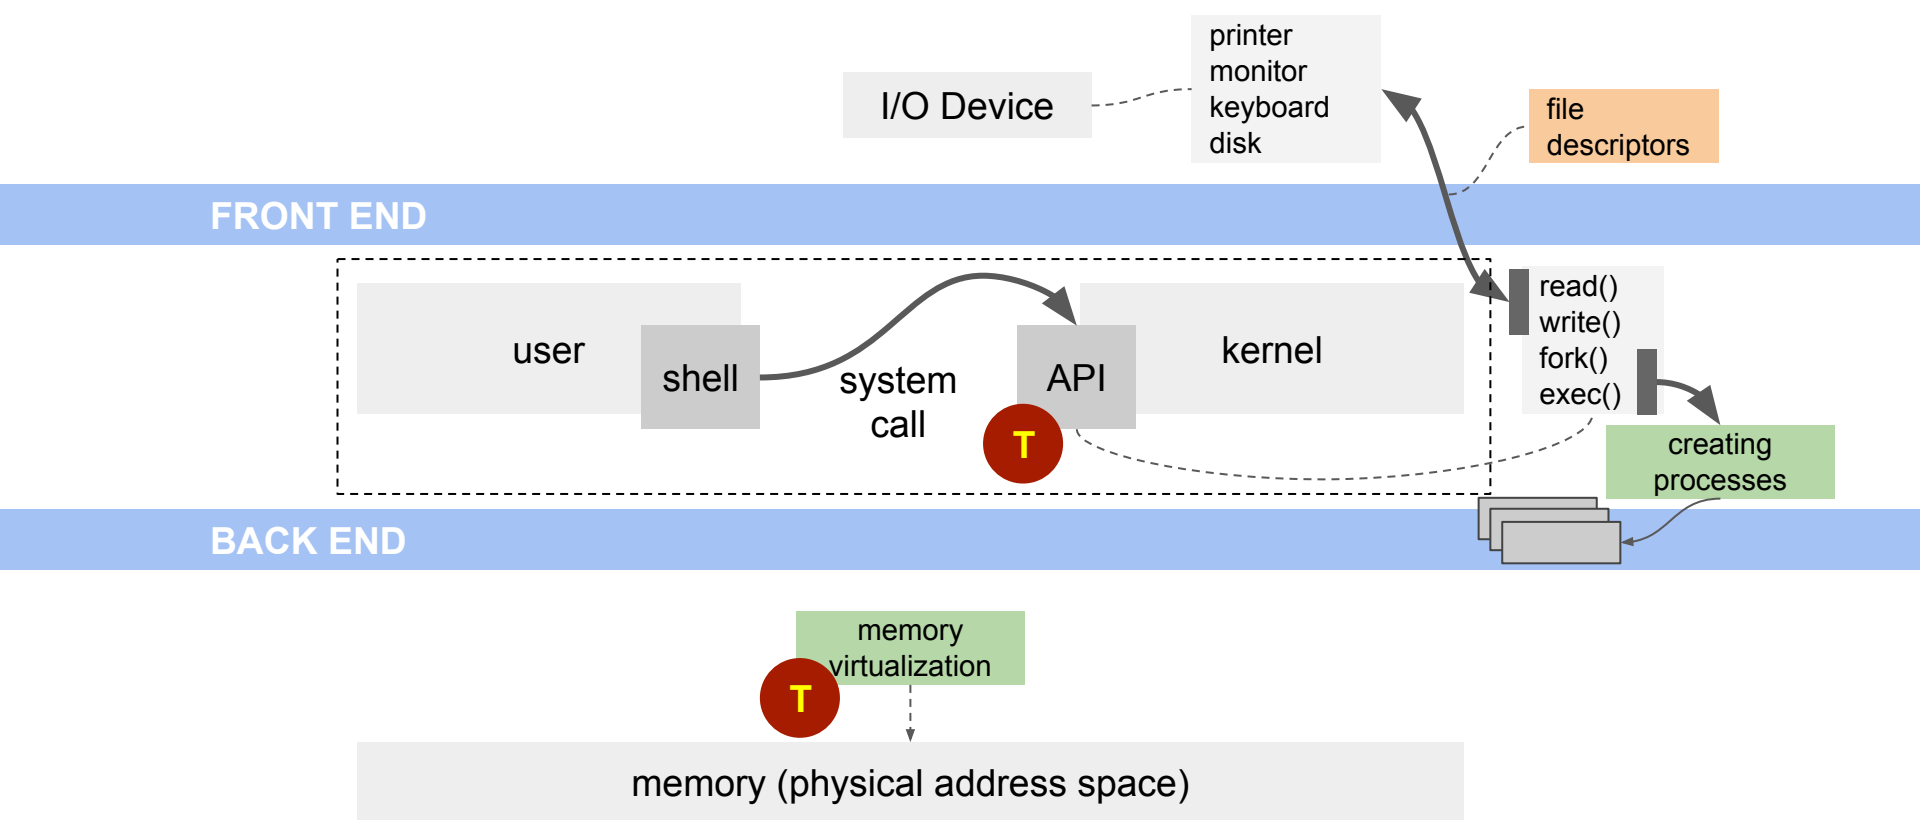 printer
monitor
keyboard
disk
I/O Device
file
descriptors
FRONT END
read()
write()
fork()
exec()
user
shell
system
call
API
kernel
T
creating
processes
BACK END
memory
virtualization
T
memory (physical address space)